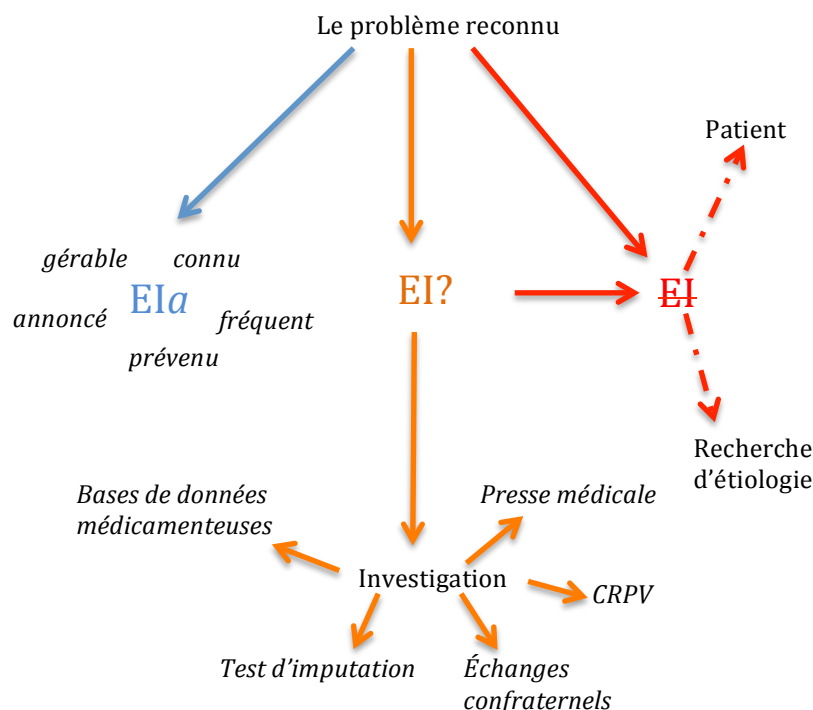 Le problème reconnu
Patient
gérable
connu
EIa
EI?
EI
annoncé
fréquent
prévenu
Recherche
d'étiologie
Bases de données
médicamenteuses
Presse médicale
Investigation
CRPV
Test d'imputation
Échanges
confraternels